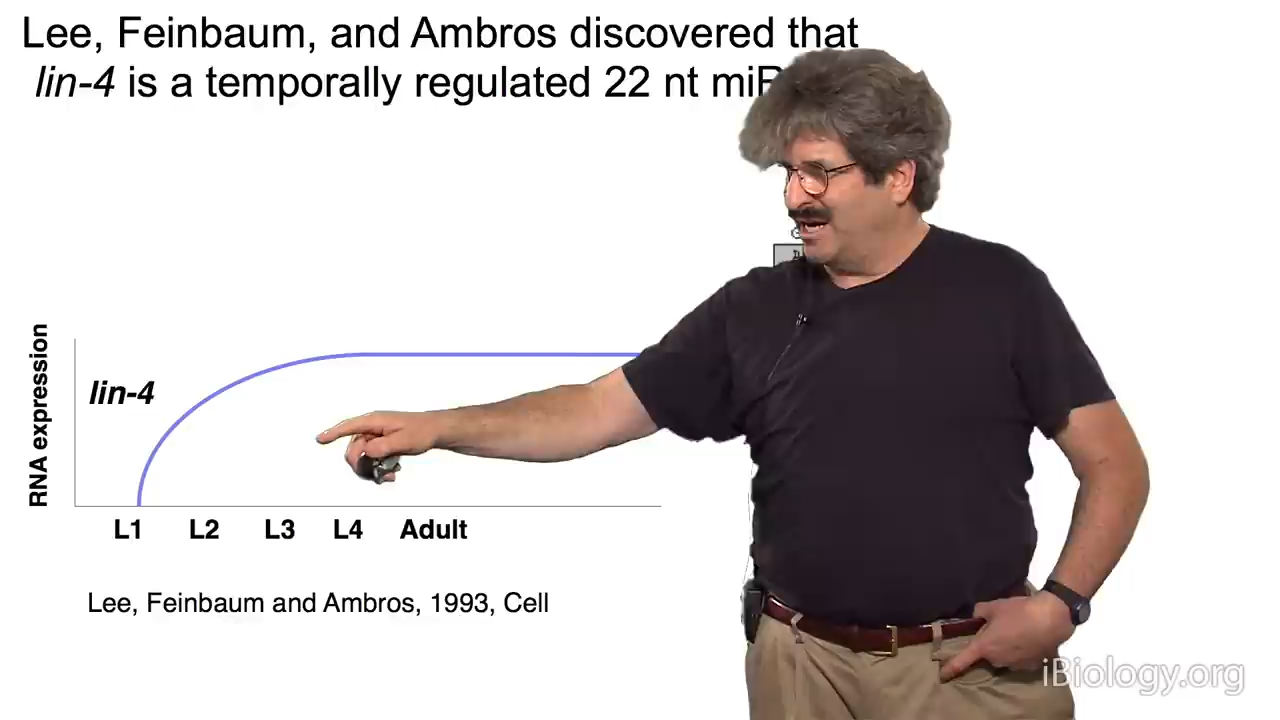 Lee, Feinbaum, and Ambros discovered that
lin-4 is a temporally regulated 22 nt
lin-4
RNA expression
L1 L2 L3 L4 Adult
Lee, Feinbaum and Ambros, 1993, Cell
iBiology.org